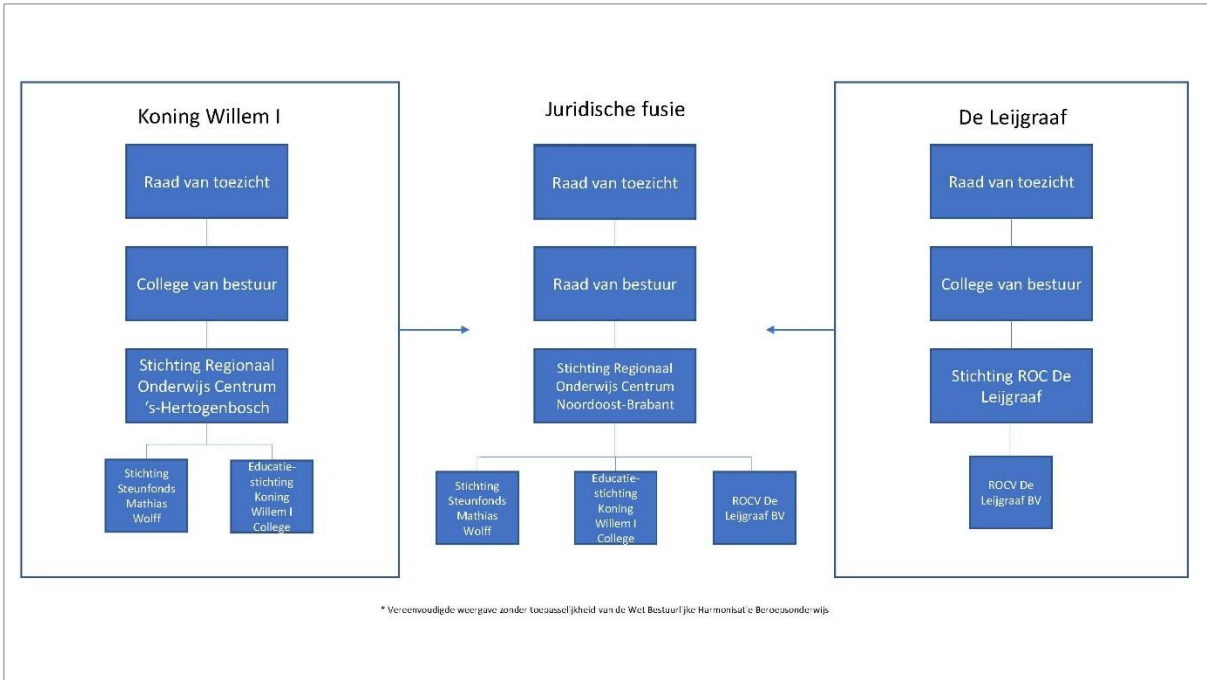 Koning Willem I
Raad van toezicht
College van bestuur
Stichting Regionaal
Onderwijs Centrum
‘s-Hertogenbosch
Stichting
Steunfonds
Mathias
Wolff
Educatie-
stichting
Koning
Willem I
College
Juridische fusie
Raad van toezicht
Raad van bestuur
Stichting Regionaal
Onderwijs Centrum
Noordoost-Brabant
Stichting
Steunfonds
Mathias
Wolff
Educatie-
stichting
Koning
Willem I
College
ROCV De
Leijgraaf BV
De Leijgraaf
Raad van toezicht
College van bestuur
Stichting ROC De
Leijgraaf
ROCV De
Leijgraaf BV
* Vereenvoudigde weergave zonder toepasselijkheid van de Wet Bestuurlijke Harmonisatie Beroepsonderwijs